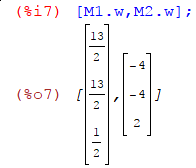 (%i7) [M1.w,M2.w];
(%o7) [[13/2, 13/2, 1/2],[-4, -4, 2]]